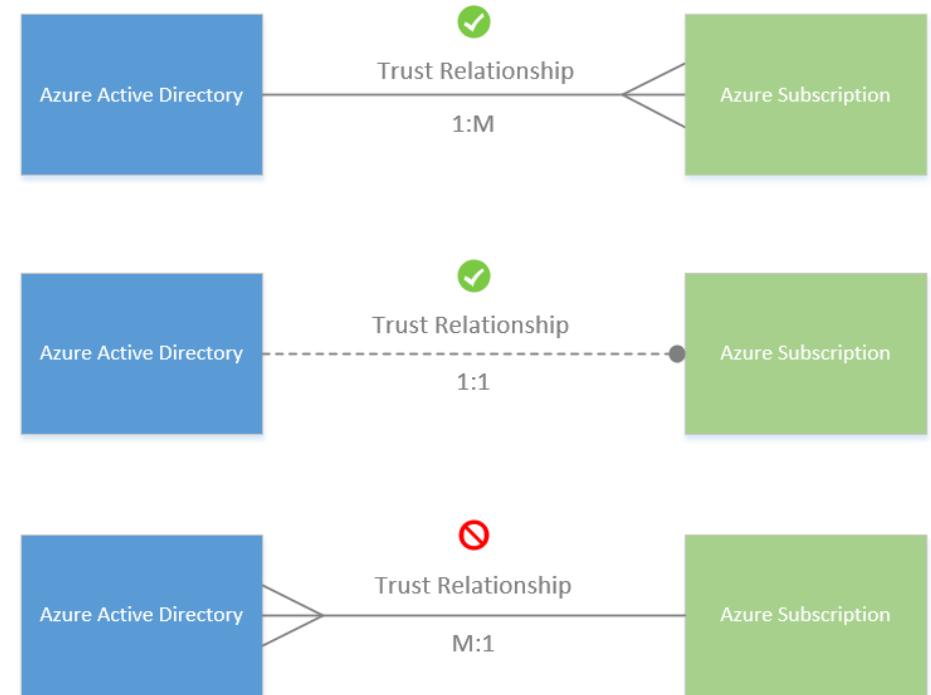 Trust Relationship
Azure Active Directory
Azure Subscription
1:M
Trust Relationship
Azure Active Directory
Azure Subscription
1:1
Trust Relationship
Azure Active Directory
Azure Subscription
M:1